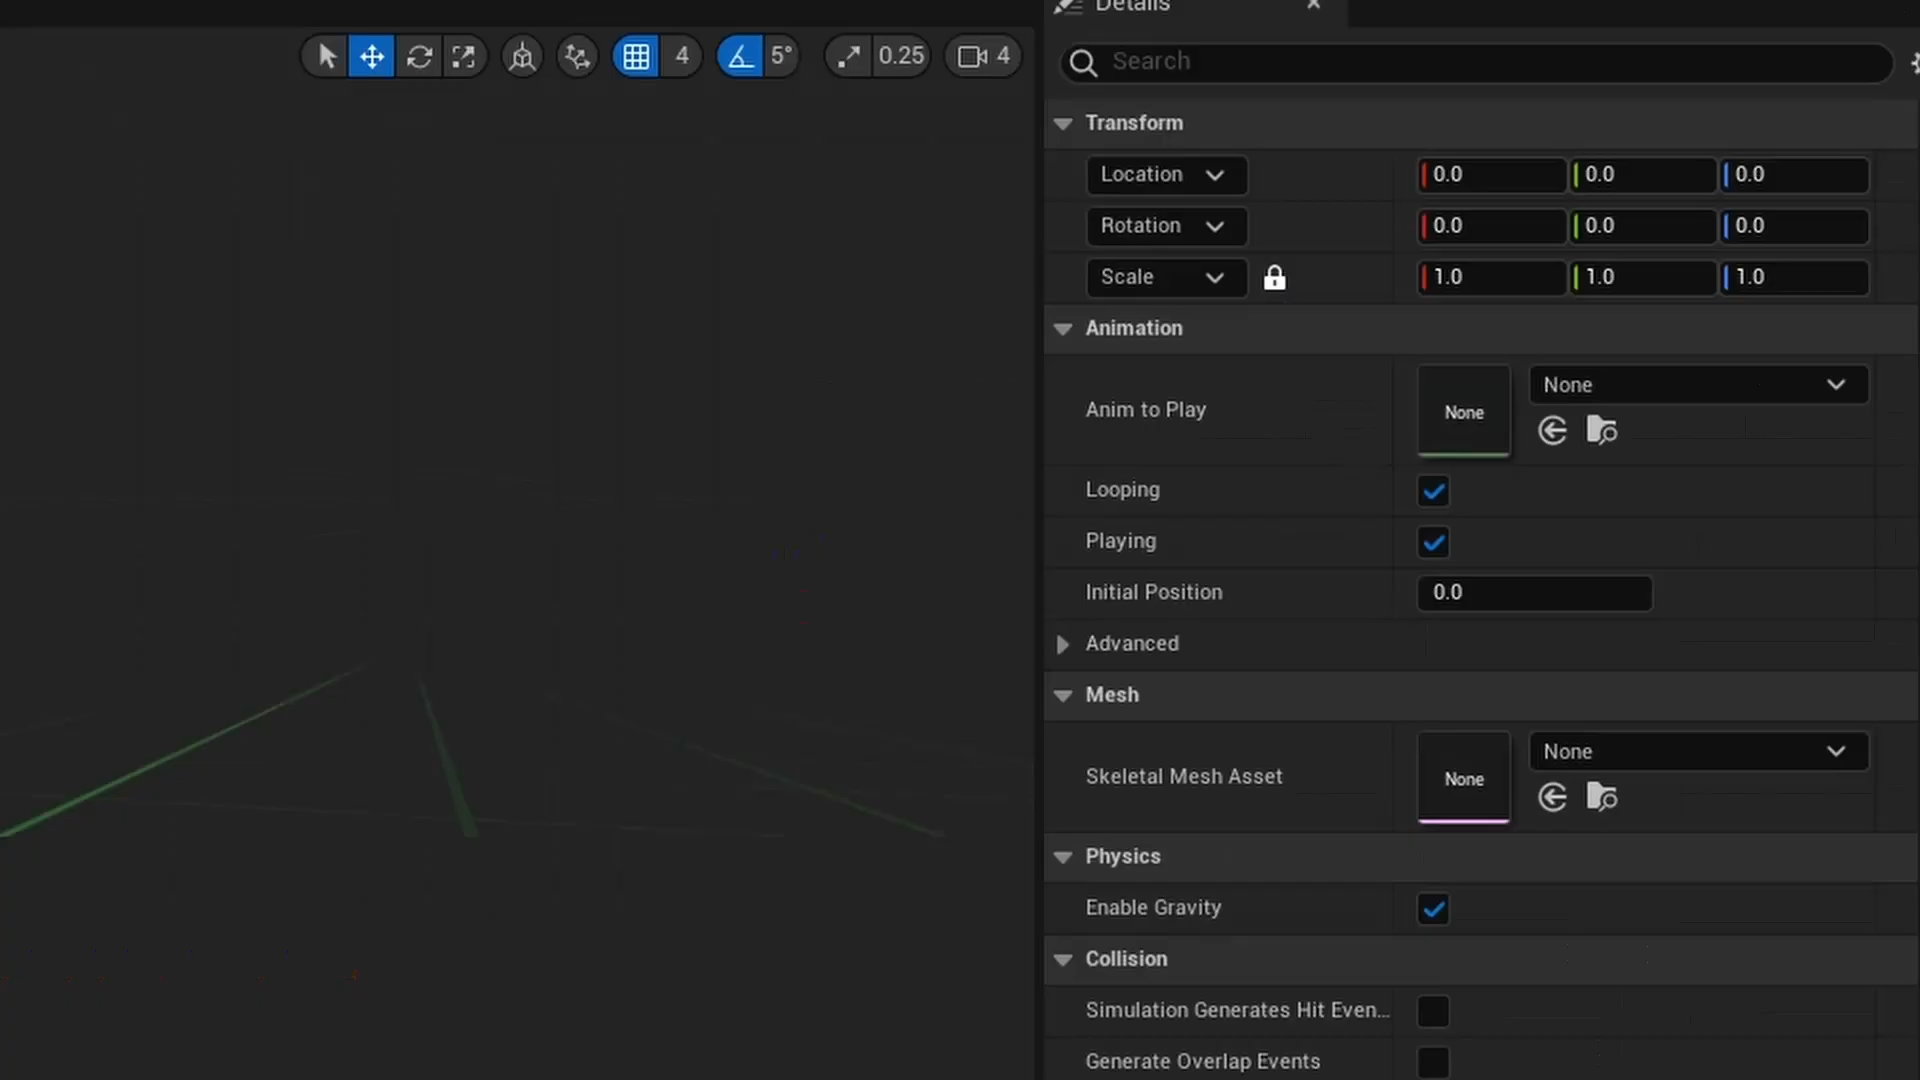 Details
4
5°
0.25
4
Search
Transform
Location
0.0
0.0
0.0
Rotation
0.0
0.0
0.0
Scale
1.0
1.0
1.0
Animation
Anim to Play
None
None
Looping
Playing
Initial Position
0.0
Advanced
Mesh
Skeletal Mesh Asset
None
None
Physics
Enable Gravity
Collision
Simulation Generates Hit Even...
Generate Overlap Events